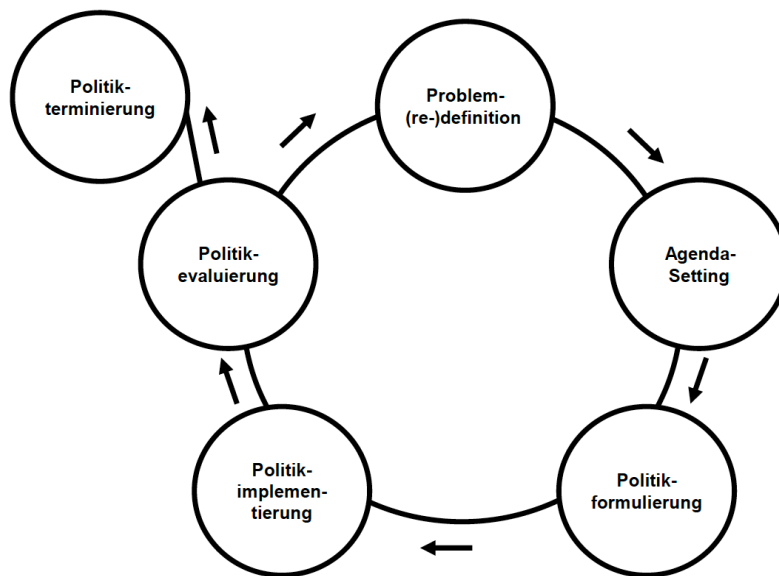 Politik-
terminierung
Problem-
(re-)definition
Agenda-
Setting
Politik-
formulierung
Politik-
implemen-
tierung
Politik-
evaluierung